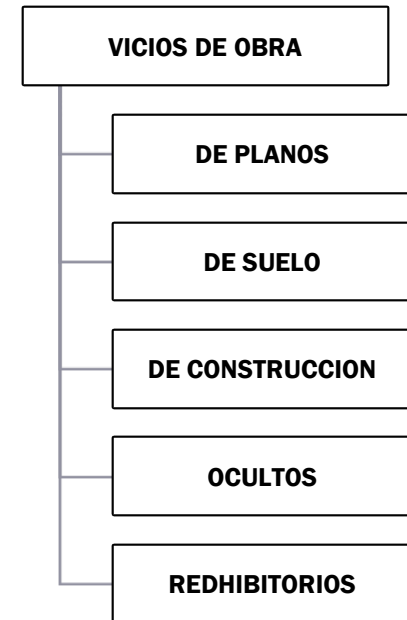 VICIOS DE OBRA
DE PLANOS
DE SUELO
DE CONSTRUCCION
OCULTOS
REDHIBITORIOS